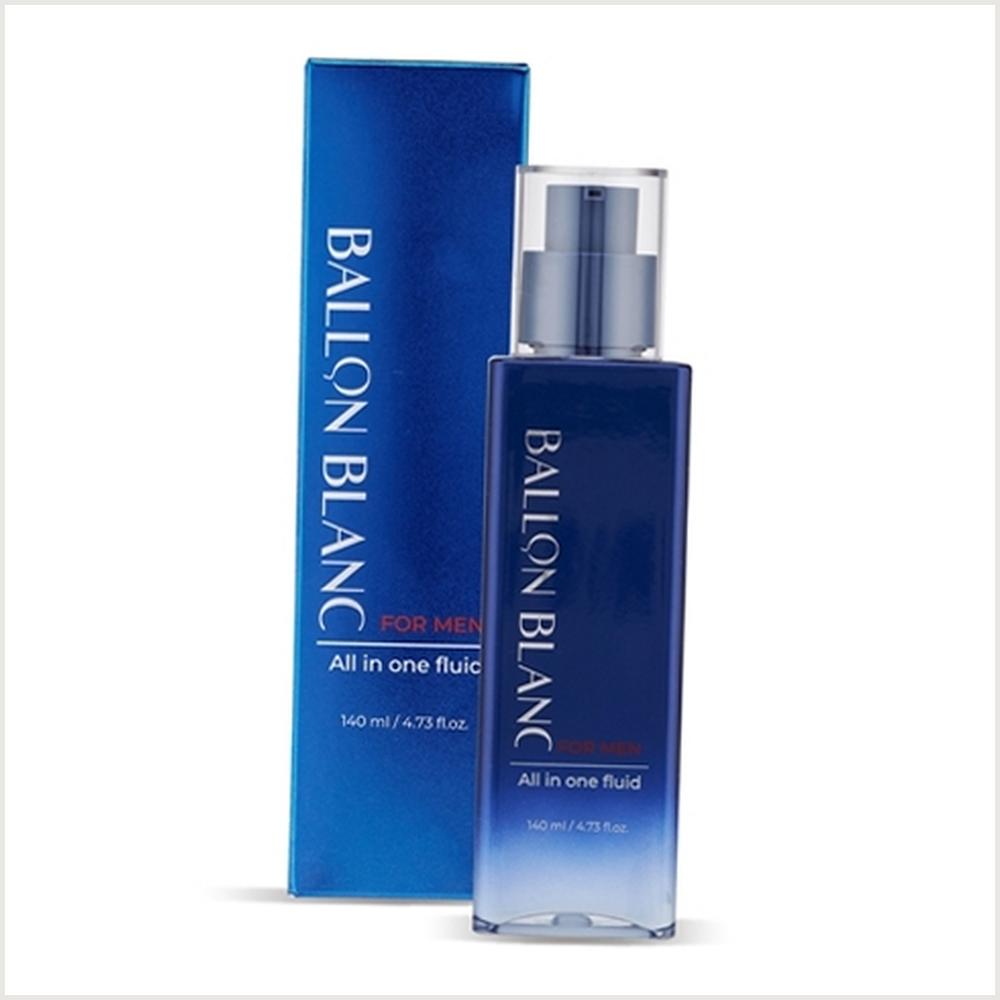 BALLON BLANC
FOR MEN
All in one fluid
140 ml / 4.73 fl.oz.
BALLON BLANC
FOR MEN
All in one fluid
140 ml / 4.73 fl.oz.